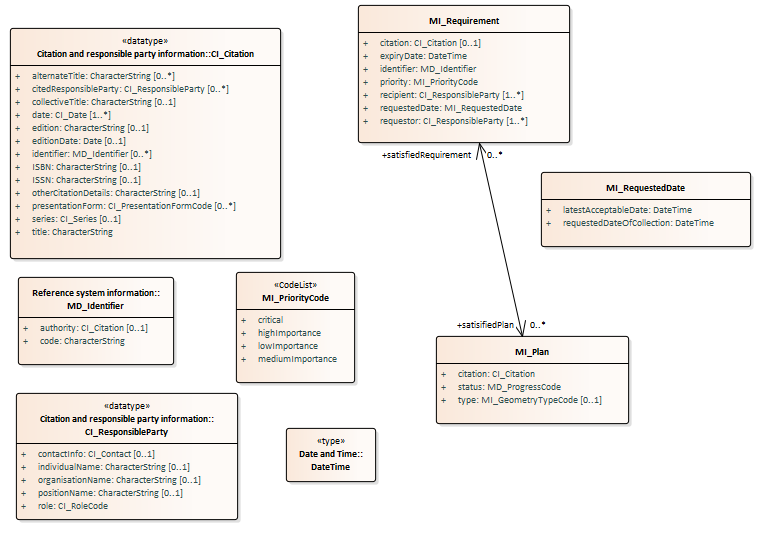 «datatype»
Citation and responsible party information::CI_Citation
+ alternateTitle: CharacterString [0..*]
+ citedResponsibleParty: CI_ResponsibleParty [0..*]
+ collectiveTitle: CharacterString [0..1]
+ date: CI_Date [1..*]
+ edition: CharacterString [0..1]
+ editionDate: Date [0..1]
+ identifier: MD_Identifier [0..*]
+ ISBN: CharacterString [0..1]
+ ISSN: CharacterString [0..1]
+ otherCitationDetails: CharacterString [0..1]
+ presentationForm: CI_PresentationFormCode [0..*]
+ series: CI_Series [0..1]
+ title: CharacterString
MI_Requirement
+ citation: CI_Citation [0..1]
+ expiryDate: DateTime
+ identifier: MD_Identifier
+ priority: MI_PriorityCode
+ recipient: CI_ResponsibleParty [1..*]
+ requestedDate: MI_RequestedDate
+ requestor: CI_ResponsibleParty [1..*]
+satisfiedRequirement 0..*
MI_RequestedDate
+ latestAcceptableDate: DateTime
+ requestedDateOfCollection: DateTime
Reference system information::
MD_Identifier
+ authority: CI_Citation [0..1]
+ code: CharacterString
«CodeList»
MI_PriorityCode
+ critical
+ highImportance
+ lowImportance
+ mediumImportance
+satisifiedPlan 0..*
MI_Plan
+ citation: CI_Citation
+ status: MD_ProgressCode
+ type: MI_GeometryTypeCode [0..1]
«datatype»
Citation and responsible party information::
CI_ResponsibleParty
+ contactInfo: CI_Contact [0..1]
+ individualName: CharacterString [0..1]
+ organisationName: CharacterString [0..1]
+ positionName: CharacterString [0..1]
+ role: CI_RoleCode
«type»
Date and Time::
DateTime